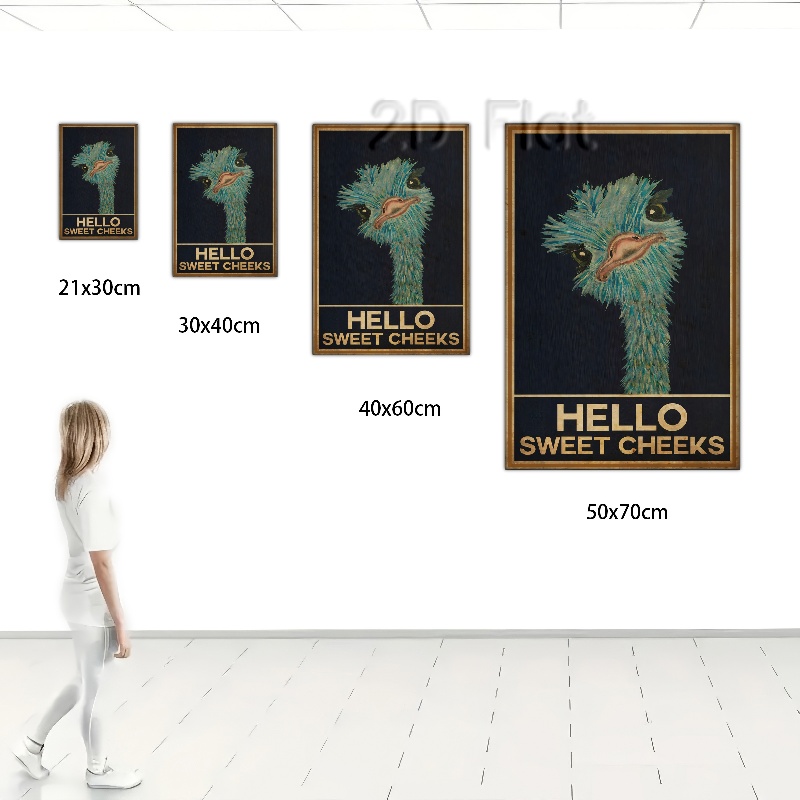 2D Flat
HELLO
SWEET CHEEKS
21x30cm
HELLO
SWEET CHEEKS
30x40cm
HELLO
SWEET CHEEKS
40x60cm
HELLO
SWEET CHEEKS
50x70cm